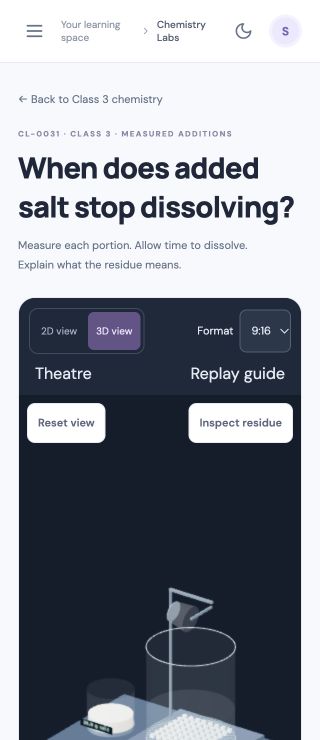 Your learning space
Chemistry Labs
S
← Back to Class 3 chemistry
CL-0031 · CLASS 3 · MEASURED ADDITIONS
When does added
salt stop dissolving?
Measure each portion. Allow time to dissolve.
Explain what the residue means.
2D view
3D view
Format
9:16
Theatre
Replay guide
Reset view
Inspect residue